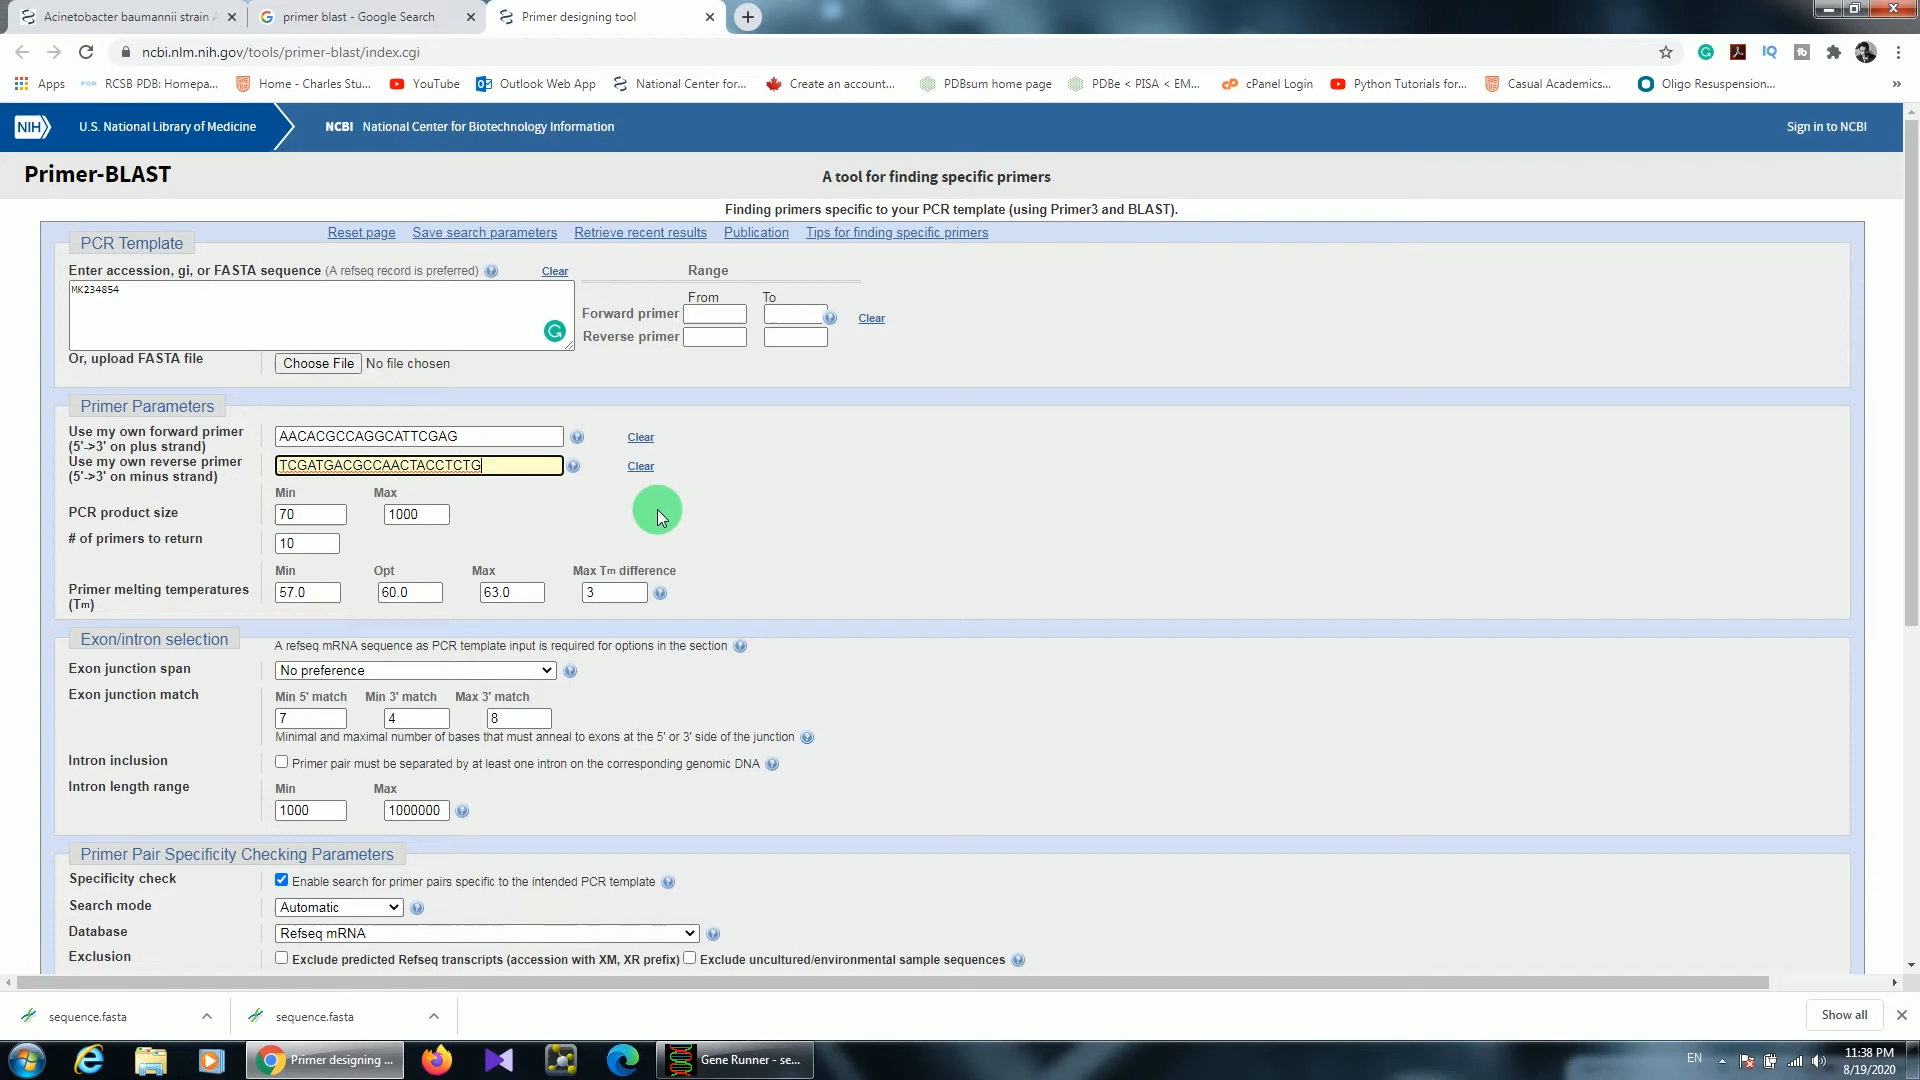 Acinetobacter baumannii strain
primer blast - Google Search
Primer designing tool
ncbi.nlm.nih.gov/tools/primer-blast/index.cgi
Apps
RCSB PDB: Homepa...
Home - Charles Stu...
YouTube
Outlook Web App
National Center for...
Create an account...
PDBsum home page
PDBe < PISA < EM...
cPanel Login
Python Tutorials for...
Casual Academics...
Oligo Resuspension...
NIH
U.S. National Library of Medicine
NCBI National Center for Biotechnology Information
Sign in to NCBI
Primer-BLAST
A tool for finding specific primers
Finding primers specific to your PCR template (using Primer3 and BLAST).
PCR Template
Reset page
Save search parameters
Retrieve recent results
Publication
Tips for finding specific primers
Enter accession, gi, or FASTA sequence (A refseq record is preferred)
Clear
Range
MK234854
From
To
Forward primer
Clear
Reverse primer
Or, upload FASTA file
Choose File No file chosen
Primer Parameters
Use my own forward primer
(5'->3' on plus strand)
AACACGCCAGGCATTCGAG
Clear
Use my own reverse primer
(5'->3' on minus strand)
TCGATGACGCCAACTACCTCTG
Clear
Min
Max
PCR product size
70
1000
# of primers to return
10
Min
Opt
Max
Max Tm difference
Primer melting temperatures
(Tm)
57.0
60.0
63.0
3
Exon/intron selection
A refseq mRNA sequence as PCR template input is required for options in the section
Exon junction span
No preference
Exon junction match
Min 5' match
Min 3' match
Max 3' match
7
4
8
Minimal and maximal number of bases that must anneal to exons at the 5' or 3' side of the junction
Intron inclusion
Primer pair must be separated by at least one intron on the corresponding genomic DNA
Intron length range
Min
Max
1000
1000000
Primer Pair Specificity Checking Parameters
Specificity check
Enable search for primer pairs specific to the intended PCR template
Search mode
Automatic
Database
Refseq mRNA
Exclusion
Exclude predicted Refseq transcripts (accession with XM, XR prefix)
Exclude uncultured/environmental sample sequences
sequence.fasta
sequence.fasta
Show all
Primer designing ...
Gene Runner - se...
EN
11:38 PM
8/19/2020